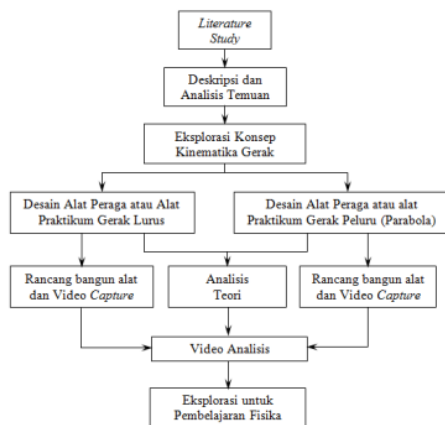 Literature
Study
Deskripsi dan
Analisis Temuan
Eksplorasi Konsep
Kinematika Gerak
Desain Alat Peraga atau Alat
Praktikum Gerak Lurus
Desain Alat Peraga atau alat
Praktikum Gerak Peluru (Parabola)
Rancang bangun alat
dan Video Capture
Analisis
Teori
Rancang bangun alat
dan Video Capture
Video Analisis
Eksplorasi untuk
Pembelajaran Fisika